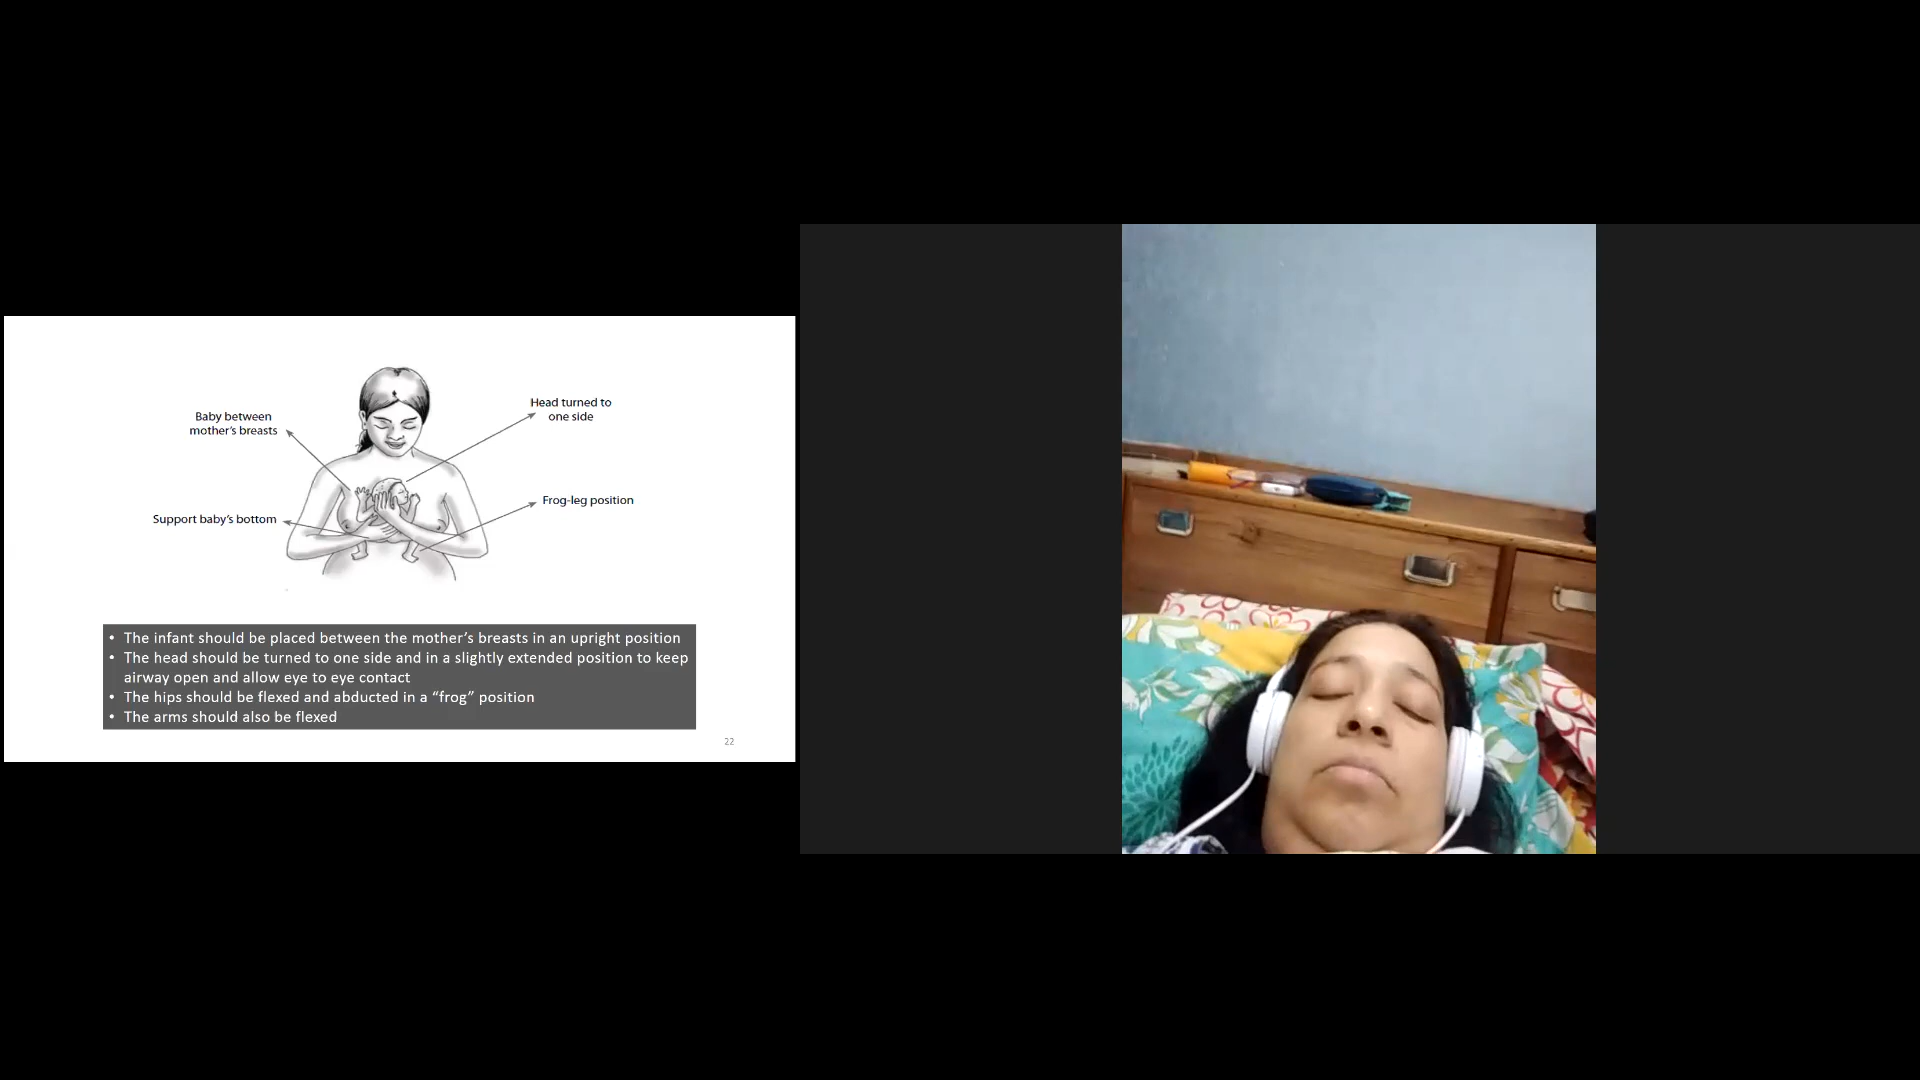 Baby between
mother's breasts
Head turned to
one side
Support baby's bottom
Frog-leg position
• The infant should be placed between the mother's breasts in an upright position
• The head should be turned to one side and in a slightly extended position to keep
airway open and allow eye to eye contact
• The hips should be flexed and abducted in a “frog” position
• The arms should also be flexed
22